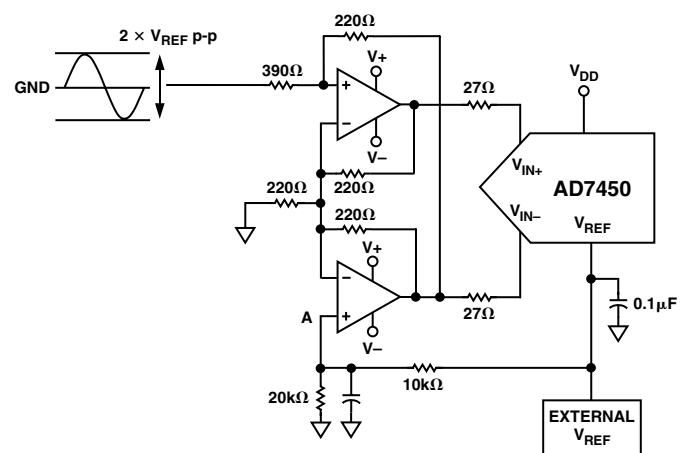 2 × VREF p-p
GND
390Ω
220Ω
V+
+
−
V–
27Ω
VDD
VIN+
AD7450
VIN–
VREF
220Ω
220Ω
220Ω
V+
−
A
+
V–
27Ω
0.1µF
20kΩ
10kΩ
EXTERNAL
VREF